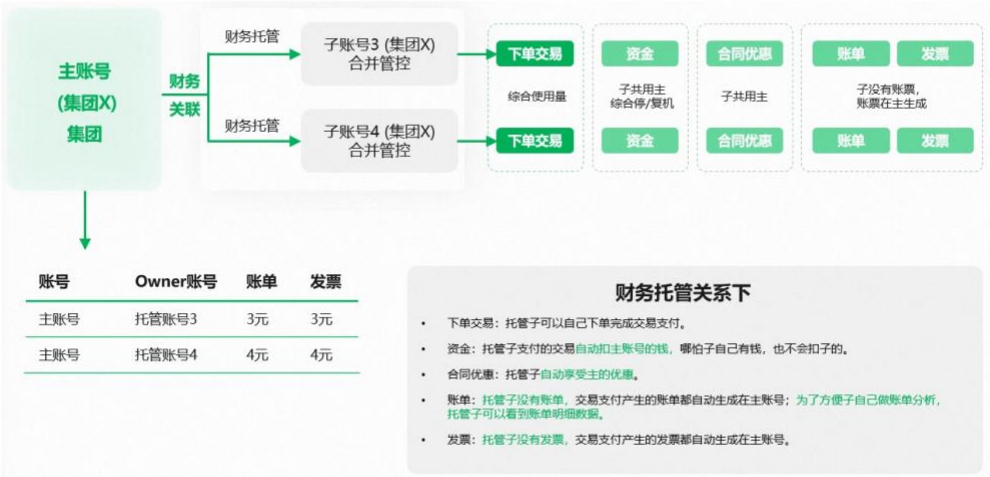 主账号
(集团X)
集团
财务
关联
财务托管
财务托管
子账号3 (集团X)
合并管控
子账号4 (集团X)
合并管控
下单交易
综合使用量
下单交易
资金
子共用主
综合停/复机
资金
合同优惠
子共用主
合同优惠
账单 发票
子没有账票，
账票在主生成
账单 发票
账号 Owner账号 账单 发票
主账号 托管账号3 3元 3元
主账号 托管账号4 4元 4元
财务托管关系下
• 下单交易：托管子可以自己下单完成交易支付。
• 资金：托管子支付的交易自动扣主账号的钱，哪怕子自己有钱，也不会扣子的。
• 合同优惠：托管子自动享受主的优惠。
• 账单：托管子没有账单，交易支付产生的账单都自动生成在主账号；为了方便子自己做账单分析，
托管子可以看到账单明细数据。
• 发票：托管子没有发票，交易支付产生的发票都自动生成在主账号。